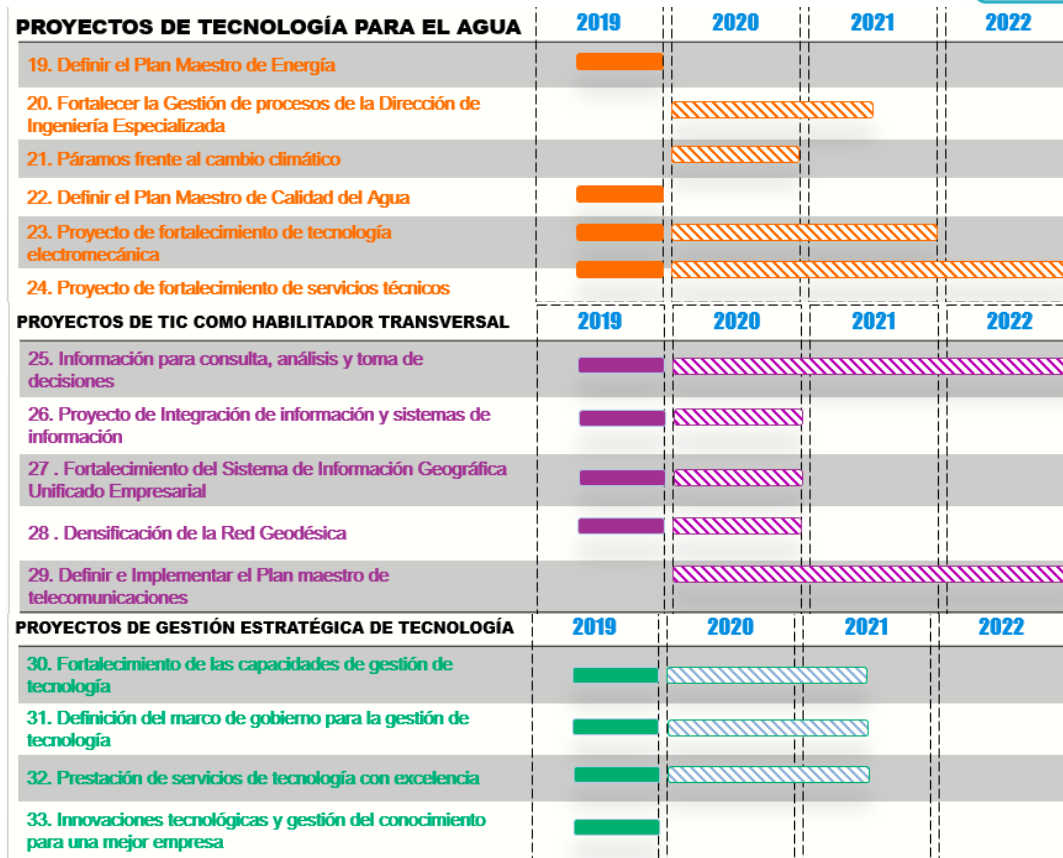 PROYECTOS DE TECNOLOGÍA PARA EL AGUA 2019 2020 2021 2022
19. Definir el Plan Maestro de Energía
20. Fortalecer la Gestión de procesos de la Dirección de
Ingeniería Especializada
21. Páramos frente al cambio climático
22. Definir el Plan Maestro de Calidad del Agua
23. Proyecto de fortalecimiento de tecnología
electromecánica
24. Proyecto de fortalecimiento de servicios técnicos
PROYECTOS DE TIC COMO HABILITADOR TRANSVERSAL 2019 2020 2021 2022
25. Información para consulta, análisis y toma de
decisiones
26. Proyecto de Integración de información y sistemas de
información
27 . Fortalecimiento del Sistema de Información Geográfica
Unificado Empresarial
28 . Densificación de la Red Geodésica
29. Definir e Implementar el Plan maestro de
telecomunicaciones
PROYECTOS DE GESTIÓN ESTRATÉGICA DE TECNOLOGÍA 2019 2020 2021 2022
30. Fortalecimiento de las capacidades de gestión de
tecnología
31. Definición del marco de gobierno para la gestión de
tecnología
32. Prestación de servicios de tecnología con excelencia
33. Innovaciones tecnológicas y gestión del conocimiento
para una mejor empresa